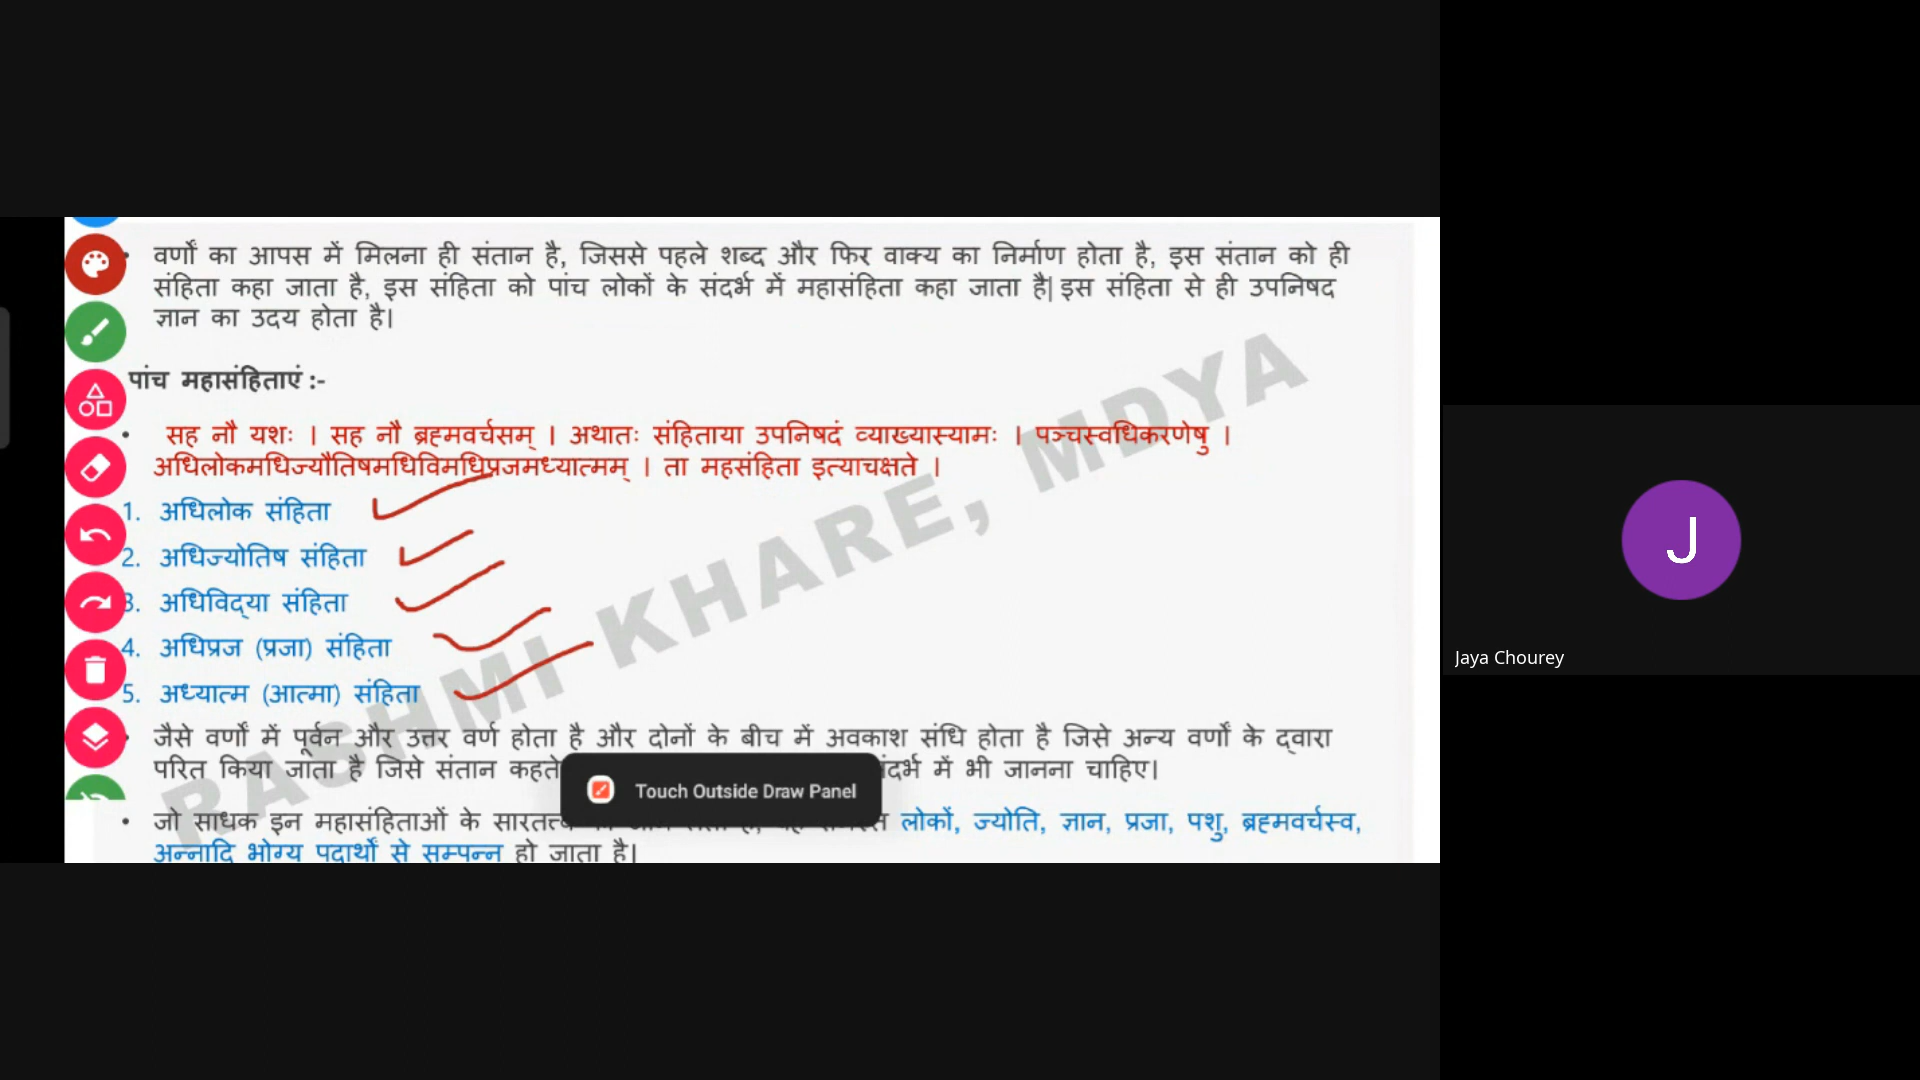 वर्णों का आपस में मिलना ही संतान है, जिससे पहले शब्द और फिर वाक्य का निर्माण होता है, इस संतान को ही
संहिता कहा जाता है, इस संहिता को पांच लोकों के संदर्भ में महासंहिता कहा जाता है| इस संहिता से ही उपनिषद
ज्ञान का उदय होता है।
पांच महासंहिताएं :-
• सह नौ यशः । सह नौ ब्रह्मवर्चसम् । अथातः संहिताया उपनिषदं व्याख्यास्यामः । पञ्चस्वधिकरणेषु ।
अधिलोकमधिज्यौतिषमधिविमधिप्रजमध्यात्मम् । ता महसंहिता इत्याचक्षते ।
1. अधिलोक संहिता
2. अधिज्योतिष संहिता
3. अधिविद्या संहिता
4. अधिप्रज (प्रजा) संहिता
5. अध्यात्म (आत्मा) संहिता
जैसे वर्णों में पूर्वन और उत्तर वर्ण होता है और दोनों के बीच में अवकाश संधि होता है जिसे अन्य वर्णों के द्वारा
परित किया जाता है जिसे संतान कहते में भी जानना चाहिए।
Touch Outside Draw Panel
• जो साधक इन महासंहिताओं के लोकों, ज्योति, ज्ञान, प्रजा, पशु, ब्रह्मवर्चस्व,
अन्नादि भोग्य पदार्थों से सम्पन्न हो जाता है।
RASHMI KHARE, MDYA
J
Jaya Chourey